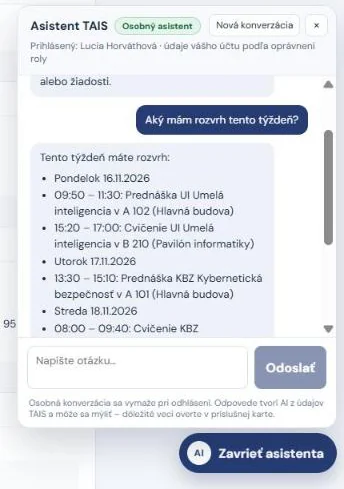 Asistent TAIS
Osobný asistent
Nová konverzácia
×
Prihlásený: Lucia Horváthová · údaje vášho účtu podľa oprávnení
roly
alebo žiadosti.
Aký mám rozvrh tento týždeň?
Tento týždeň máte rozvrh:
• Pondelok 16.11.2026
• 09:50 – 11:30: Prednáška UI Umelá
inteligencia v A 102 (Hlavná budova)
• 15:20 – 17:00: Cvičenie UI Umelá
inteligencia v B 210 (Pavilón informatiky)
• Utorok 17.11.2026
• 13:30 – 15:10: Prednáška KBZ Kybernetická
bezpečnosť v A 101 (Hlavná budova)
• Streda 18.11.2026
• 08:00 – 09:40: Cvičenie KBZ
95
Napíšte otázku…
Odoslať
Osobná konverzácia sa vymaže pri odhlásení. Odpovede tvorí AI z údajov
TAIS a môže sa mýliť – dôležité veci overte v príslušnej karte.
AI
Zavrieť asistenta